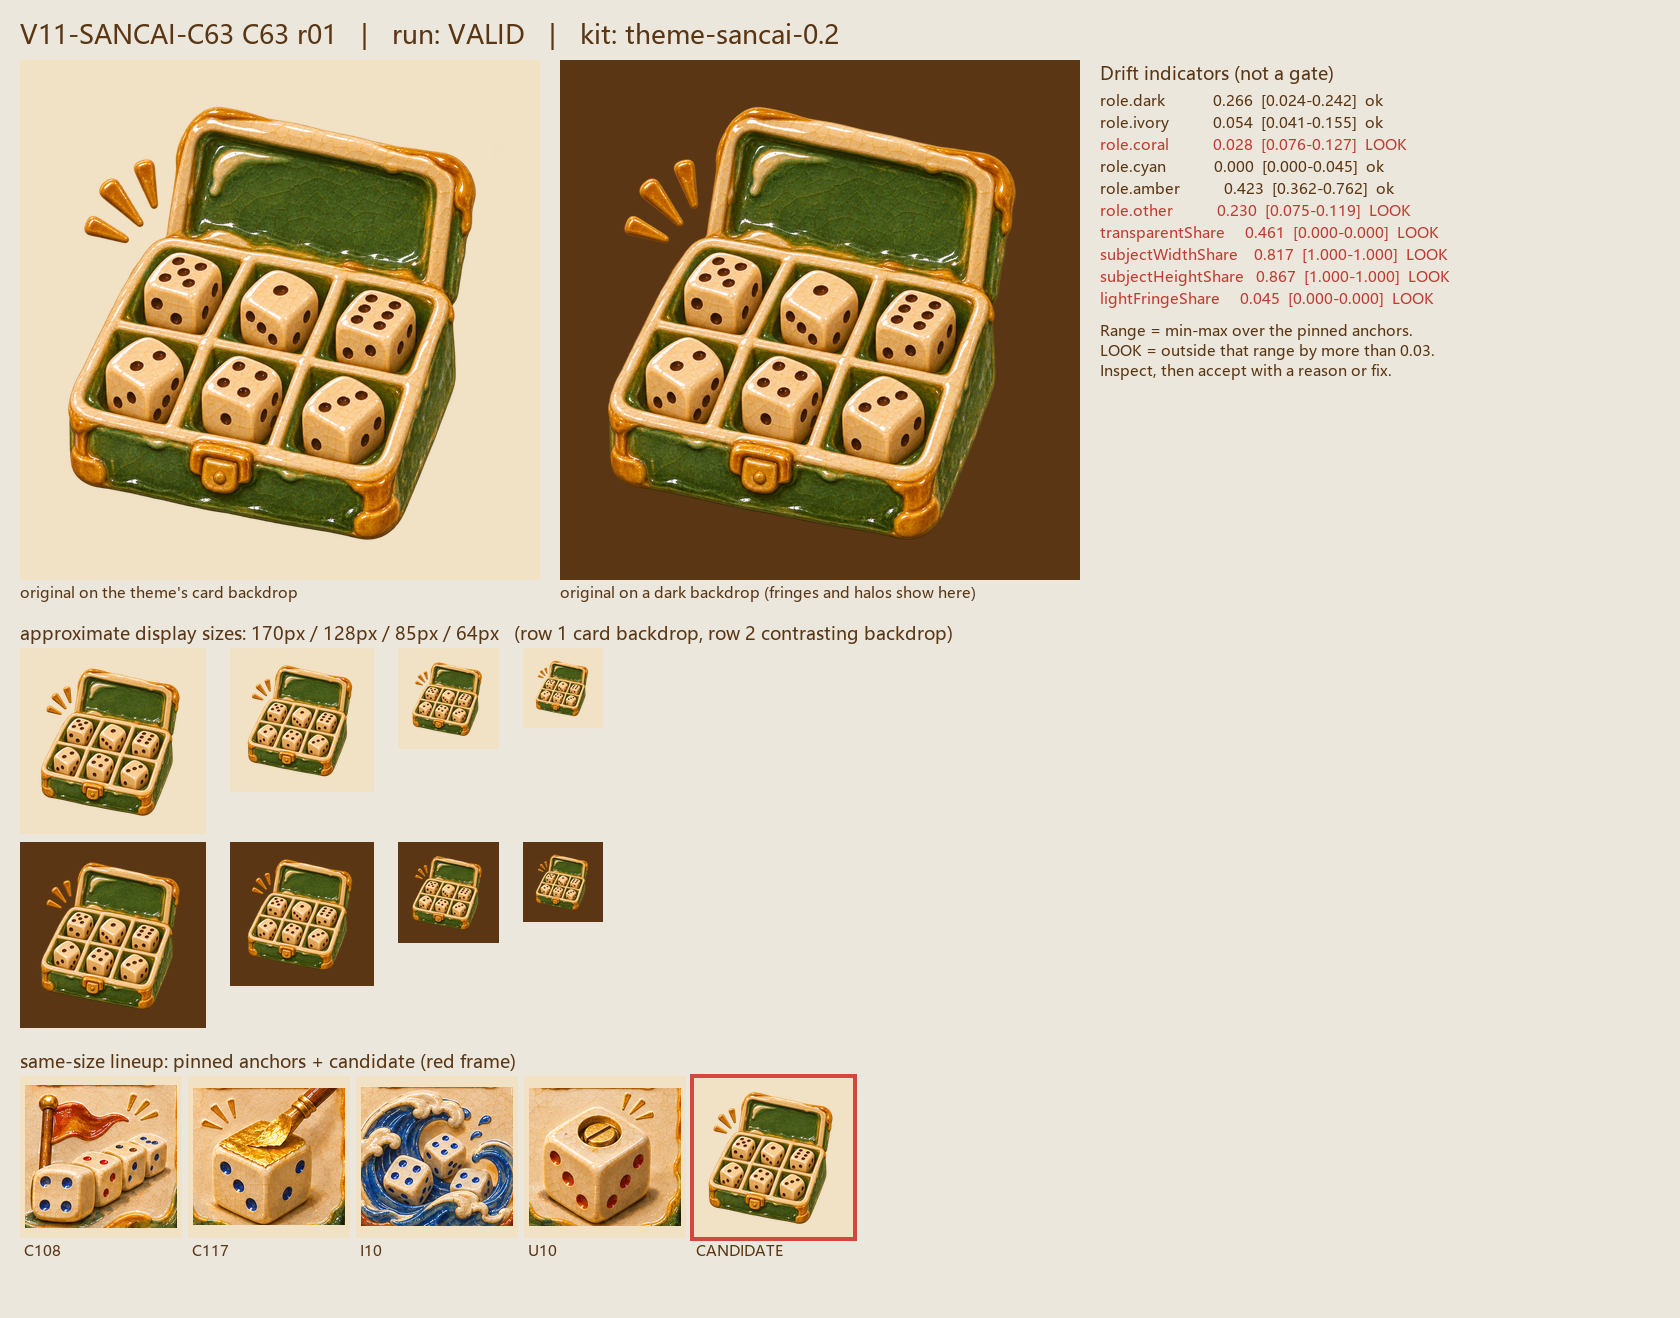 V11-SANCAI-C63 C63 r01 | run: VALID | kit: theme-sancai-0.2
Drift indicators (not a gate)
role.dark 0.266 [0.024-0.242] ok
role.ivory 0.054 [0.041-0.155] ok
role.coral 0.028 [0.076-0.127] LOOK
role.cyan 0.000 [0.000-0.045] ok
role.amber 0.423 [0.362-0.762] ok
role.other 0.230 [0.075-0.119] LOOK
transparentShare 0.461 [0.000-0.000] LOOK
subjectWidthShare 0.817 [1.000-1.000] LOOK
subjectHeightShare 0.867 [1.000-1.000] LOOK
lightFringeShare 0.045 [0.000-0.000] LOOK
Range = min-max over the pinned anchors.
LOOK = outside that range by more than 0.03.
Inspect, then accept with a reason or fix.
original on the theme's card backdrop
original on a dark backdrop (fringes and halos show here)
approximate display sizes: 170px / 128px / 85px / 64px (row 1 card backdrop, row 2 contrasting backdrop)
same-size lineup: pinned anchors + candidate (red frame)
C108
C117
I10
U10
CANDIDATE